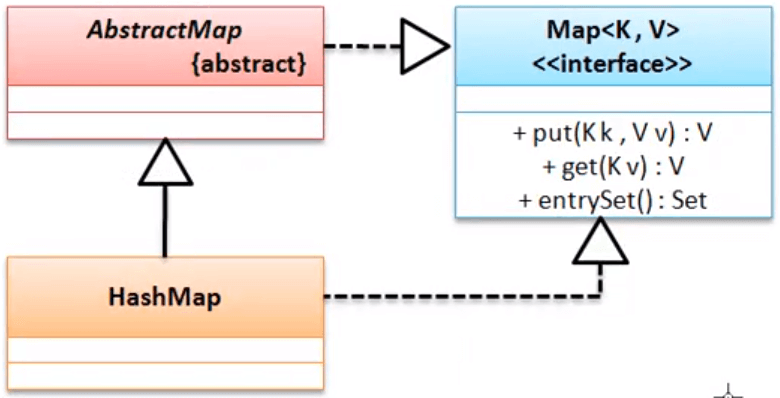 AbstractMap
{abstract}
Map<K, V>
<<interface>>
+ put(K k, V v) : V
+ get(K v) : V
+ entrySet() : Set
HashMap